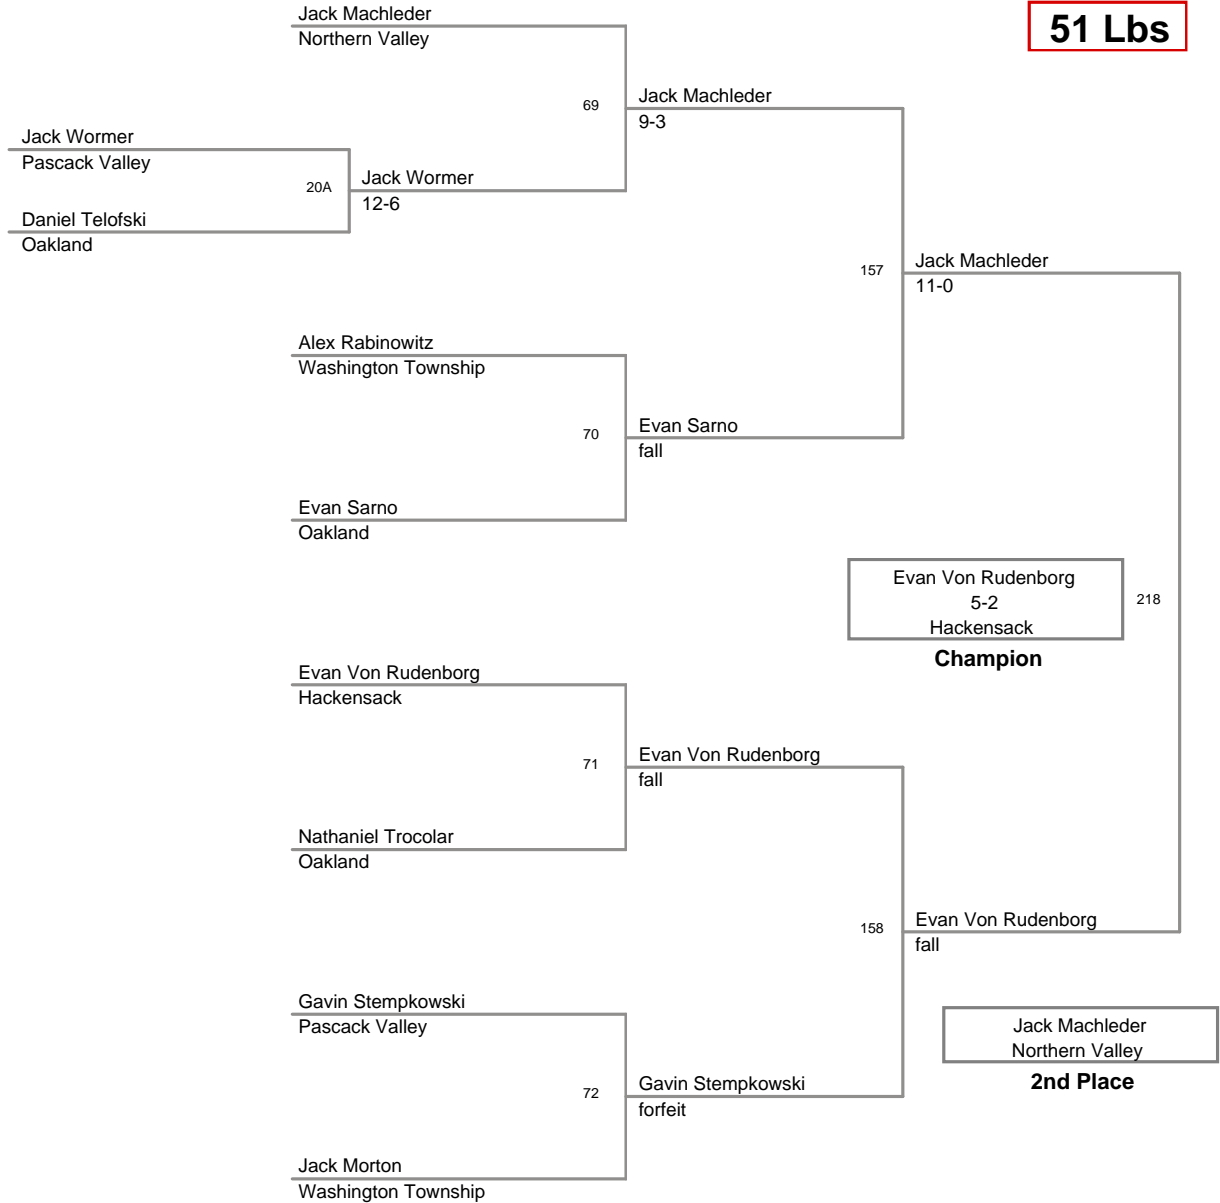 51 Lbs
Jack Machleder
Northern Valley
69
Jack Machleder
9-3
Jack Wormer
Pascack Valley
20A
Jack Wormer
12-6
Daniel Telofski
Oakland
157
Jack Machleder
11-0
Alex Rabinowitz
Washington Township
70
Evan Sarno
fall
Evan Sarno
Oakland
Evan Von Rudenborg
5-2
Hackensack
218
Champion
Evan Von Rudenborg
Hackensack
71
Evan Von Rudenborg
fall
Nathaniel Trocolar
Oakland
158
Evan Von Rudenborg
fall
Gavin Stempkowski
Pascack Valley
Jack Machleder
Northern Valley
2nd Place
72
Gavin Stempkowski
forfeit
Jack Morton
Washington Township